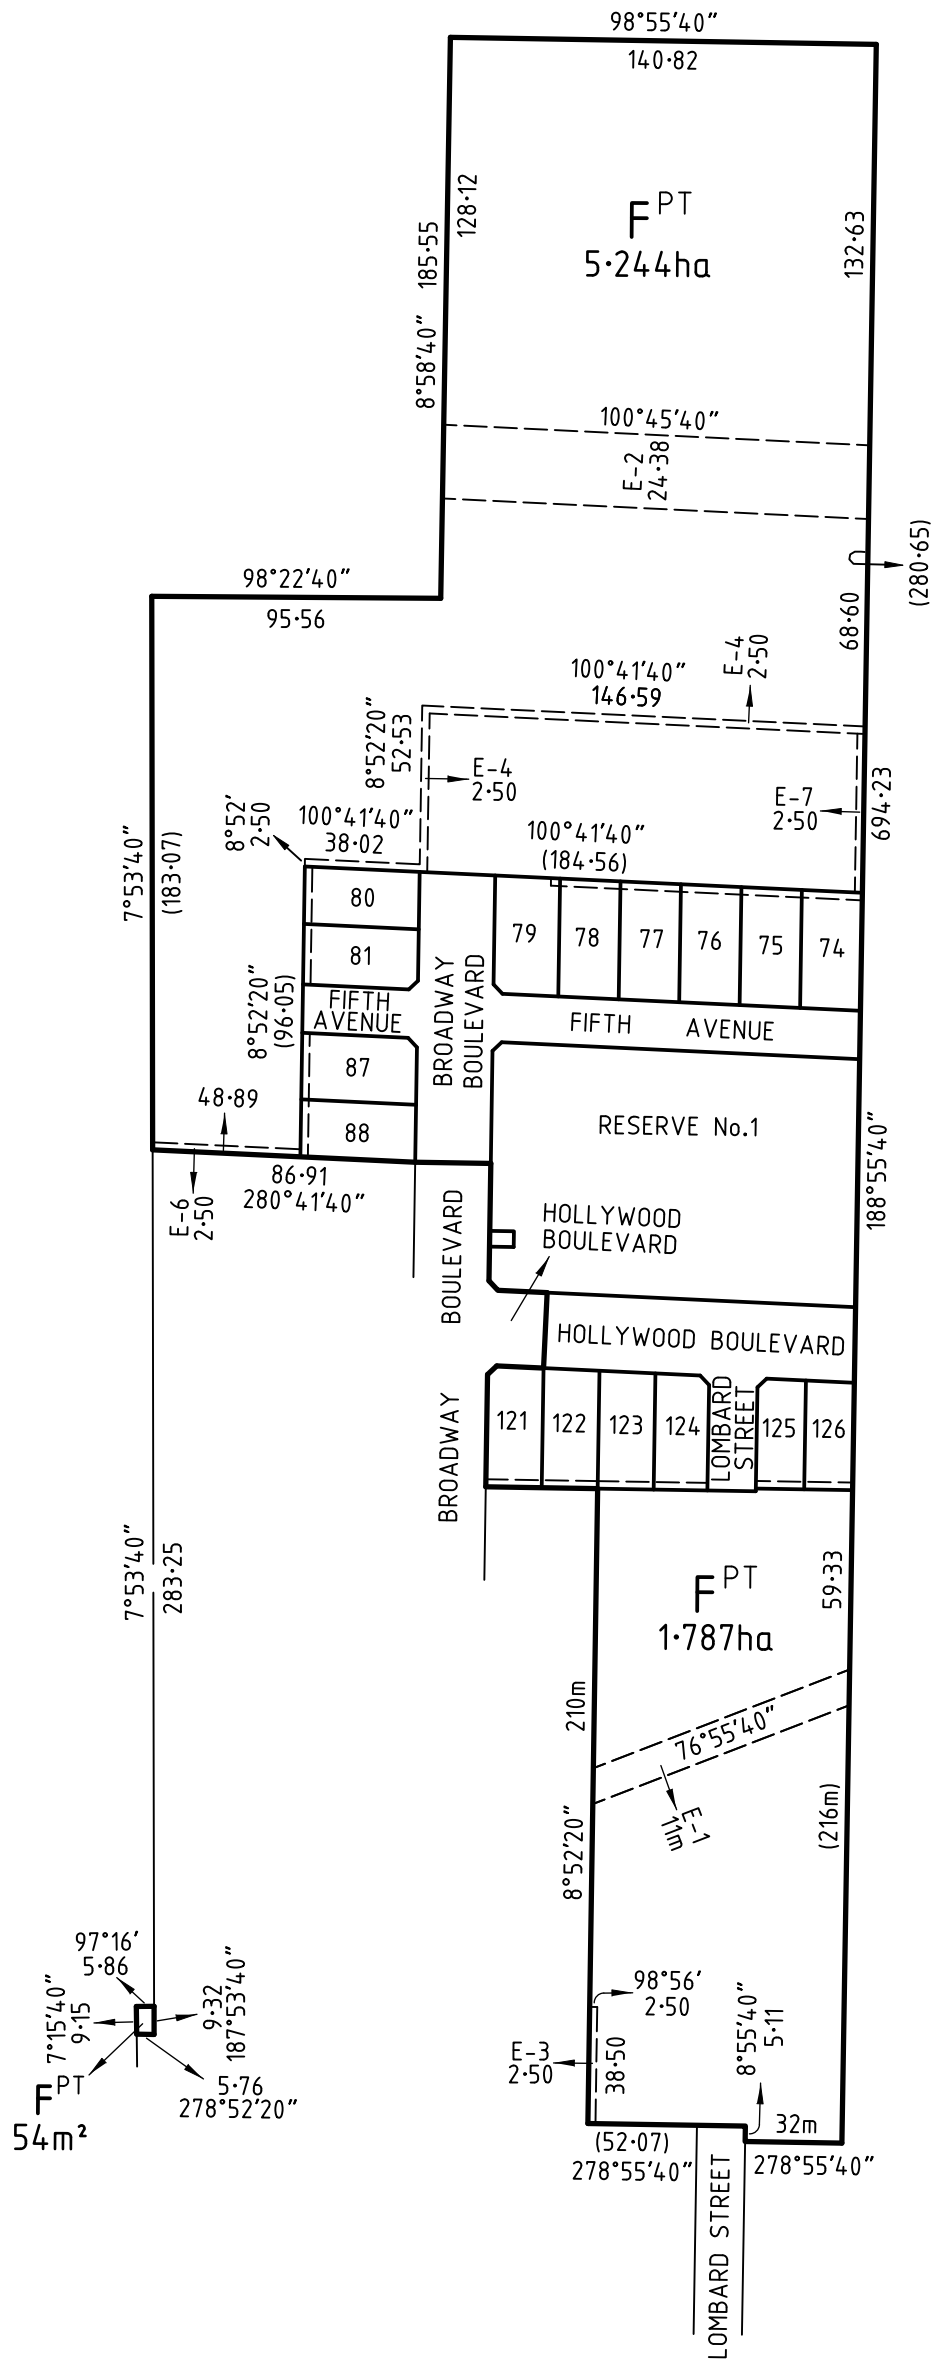 98°55'40"
140·82
128·12
185·55
8°58'40"
F PT
5·244ha
132·63
100°45'40"
E-2
24·38
(280·65)
98°22'40"
95·56
68·60
E-4
2·50
100°41'40"
146·59
8°52'20"
52·53
E-4
2·50
E-7
2·50
694·23
8°52'
2·50
100°41'40"
38·02
100°41'40"
(184·56)
7°53'40"
(183·07)
80
81
79
78
77
76
75
74
FIFTH
AVENUE
BROADWAY
BOULEVARD
FIFTH AVENUE
8°52'20"
(96·05)
87
88
RESERVE No.1
48·89
86·91
280°41'40"
E-6
2·50
188°55'40"
HOLLYWOOD
BOULEVARD
BOULEVARD
HOLLYWOOD BOULEVARD
BROADWAY
121
122
123
124
LOMBARD
STREET
125
126
7°53'40"
283·25
59·33
F PT
1·787ha
210m
76°55'40"
E-1
11m
(216m)
8°52'20"
97°16'
5·86
7°15'40"
9·15
9·32
187°53'40"
F PT
54m²
5·76
278°52'20"
98°56'
2·50
E-3
2·50
38·50
8°55'40"
5·11
32m
(52·07)
278°55'40"
278°55'40"
LOMBARD STREET